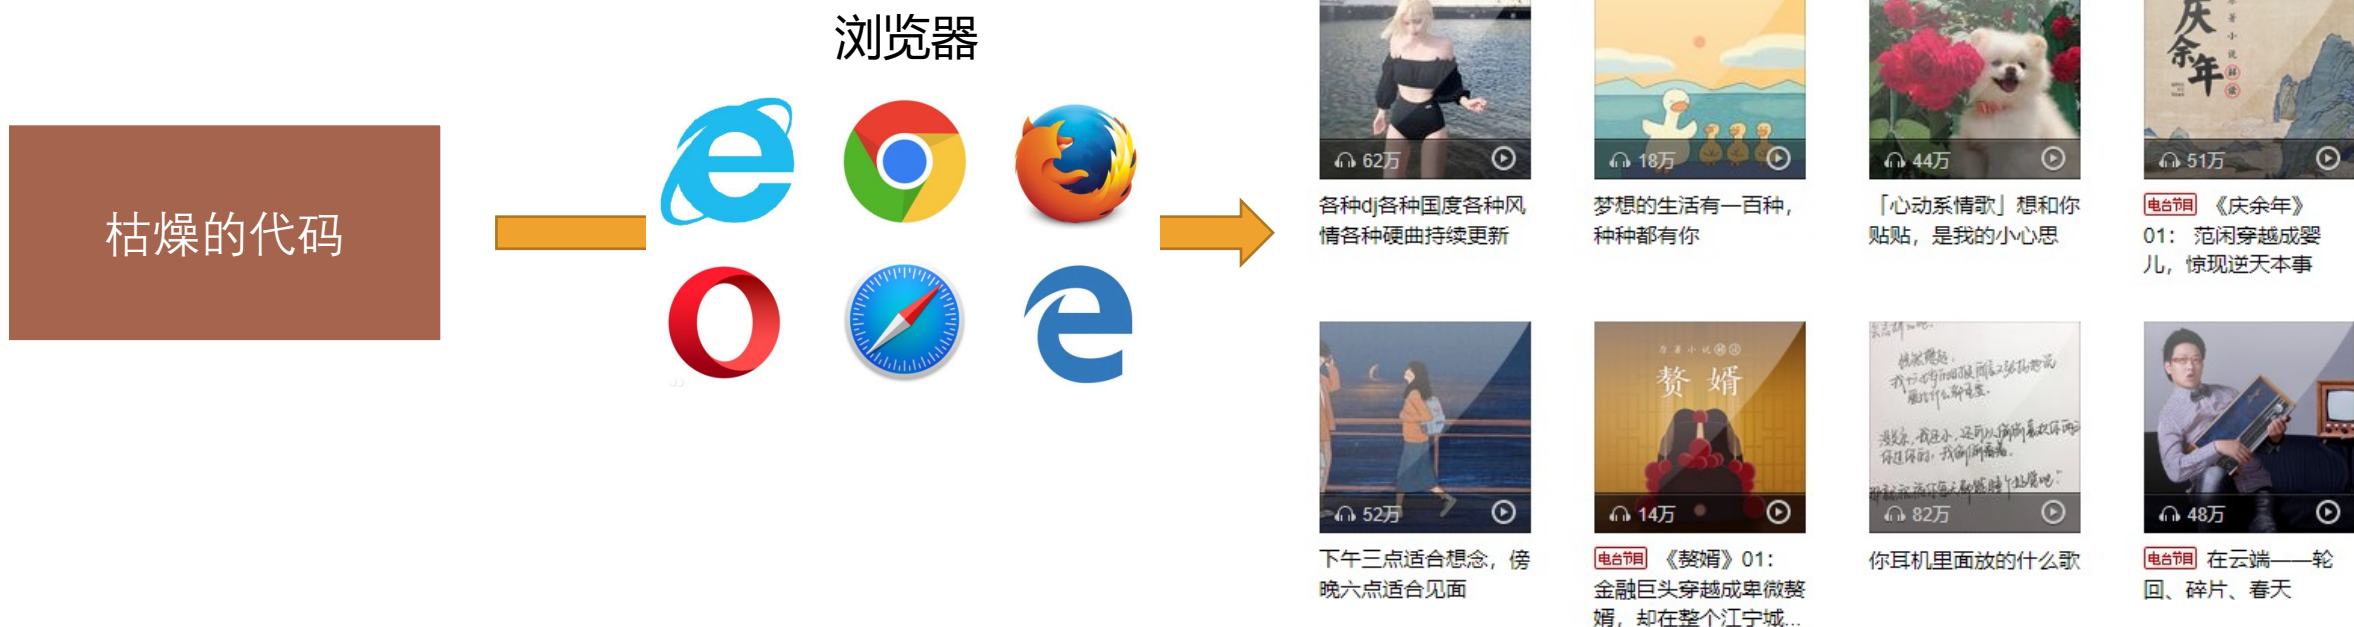 浏览器
枯燥的代码
庆余年
62万
18万
44万
51万
各种dj各种国度各种风
情各种硬曲持续更新
梦想的生活有一百种，
种种都有你
「心动系情歌」想和你
贴贴，是我的小心思
电台节目 《庆余年》
01： 范闲穿越成婴
儿，惊现逆天本事
赘婿
52万
14万
82万
48万
下午三点适合想念，傍
晚六点适合见面
电台节目 《赘婿》01：
金融巨头穿越成卑微赘
婿，却在整个江宁城...
你耳机里面放的什么歌
电台节目 在云端——轮
回、碎片、春天